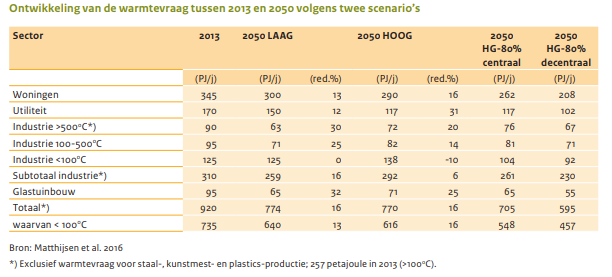 Ontwikkeling van de warmtevraag tussen 2013 en 2050 volgens twee scenario's
Sector 2013 2050 LAAG 2050 HOOG 2050 HG-80% centraal 2050 HG-80% decentraal
(PJ/j) (PJ/j) (red.%) (PJ/j) (red.%) (PJ/j) (PJ/j)
Woningen 345 300 13 290 16 262 208
Utiliteit 170 150 12 117 31 117 102
Industrie >500°C*) 90 63 30 72 20 76 67
Industrie 100-500°C 95 71 25 82 14 81 71
Industrie <100°C 125 125 0 138 -10 104 92
Subtotaal industrie*) 310 259 16 292 6 261 230
Glastuinbouw 95 65 32 71 25 65 55
Totaal*) 920 774 16 770 16 705 595
waarvan < 100°C 735 640 13 616 16 548 457
Bron: Matthijsen et al. 2016
*) Exclusief warmtevraag voor staal-, kunstmest- en plastics-productie; 257 petajoule in 2013 (>100°C).